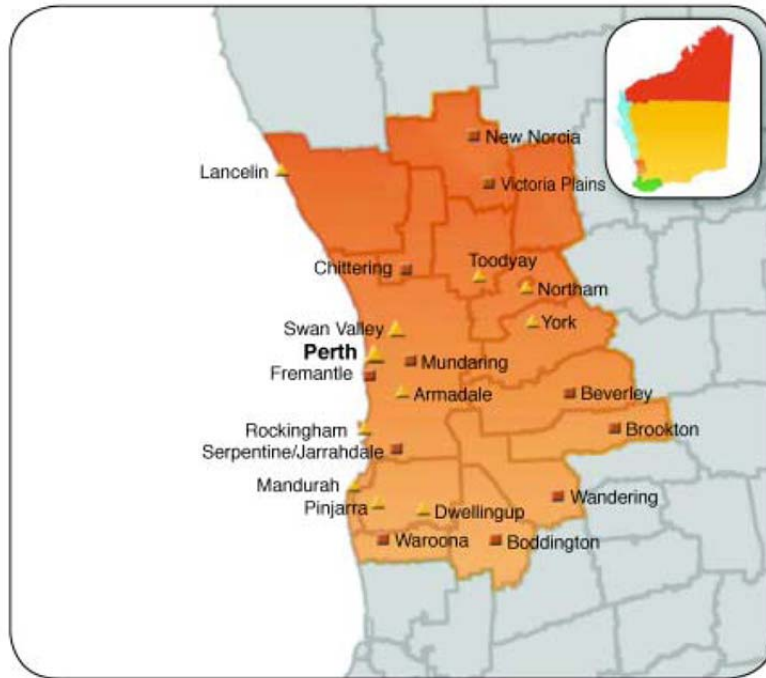 New Norcia
Lancelin
Victoria Plains
Toodyay
Chittering
Northam
York
Swan Valley
Perth
Mundaring
Fremantle
Armadale
Beverley
Rockingham
Brookton
Serpentine/Jarrahdale
Mandurah
Wandering
Pinjarra
Dwellingup
Waroona
Boddington